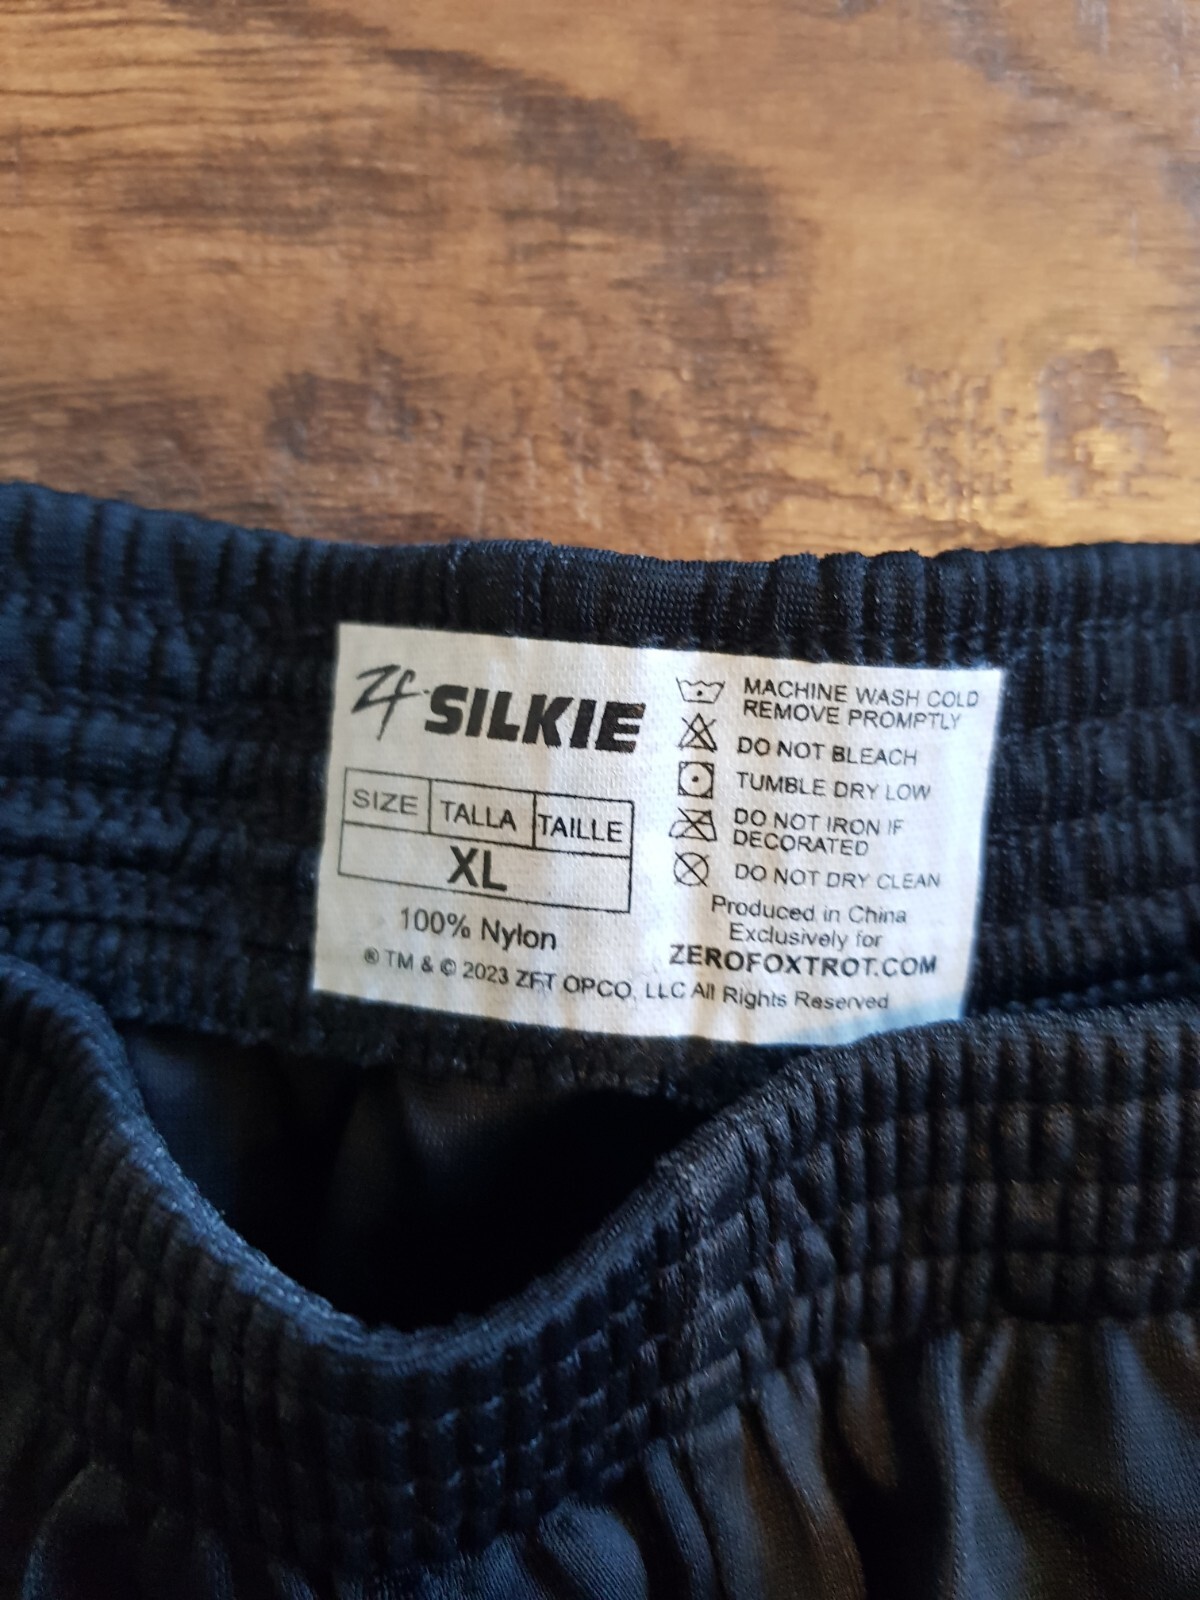 Zf SILKIE
SIZE TALLA TAILLE
XL
100% Nylon
MACHINE WASH COLD
REMOVE PROMPTLY
DO NOT BLEACH
TUMBLE DRY LOW
DO NOT IRON IF
DECORATED
DO NOT DRY CLEAN
Produced in China
Exclusively for
ZEROFOXTROT.COM
® TM & © 2023 ZFT OPCO, LLC All Rights Reserved